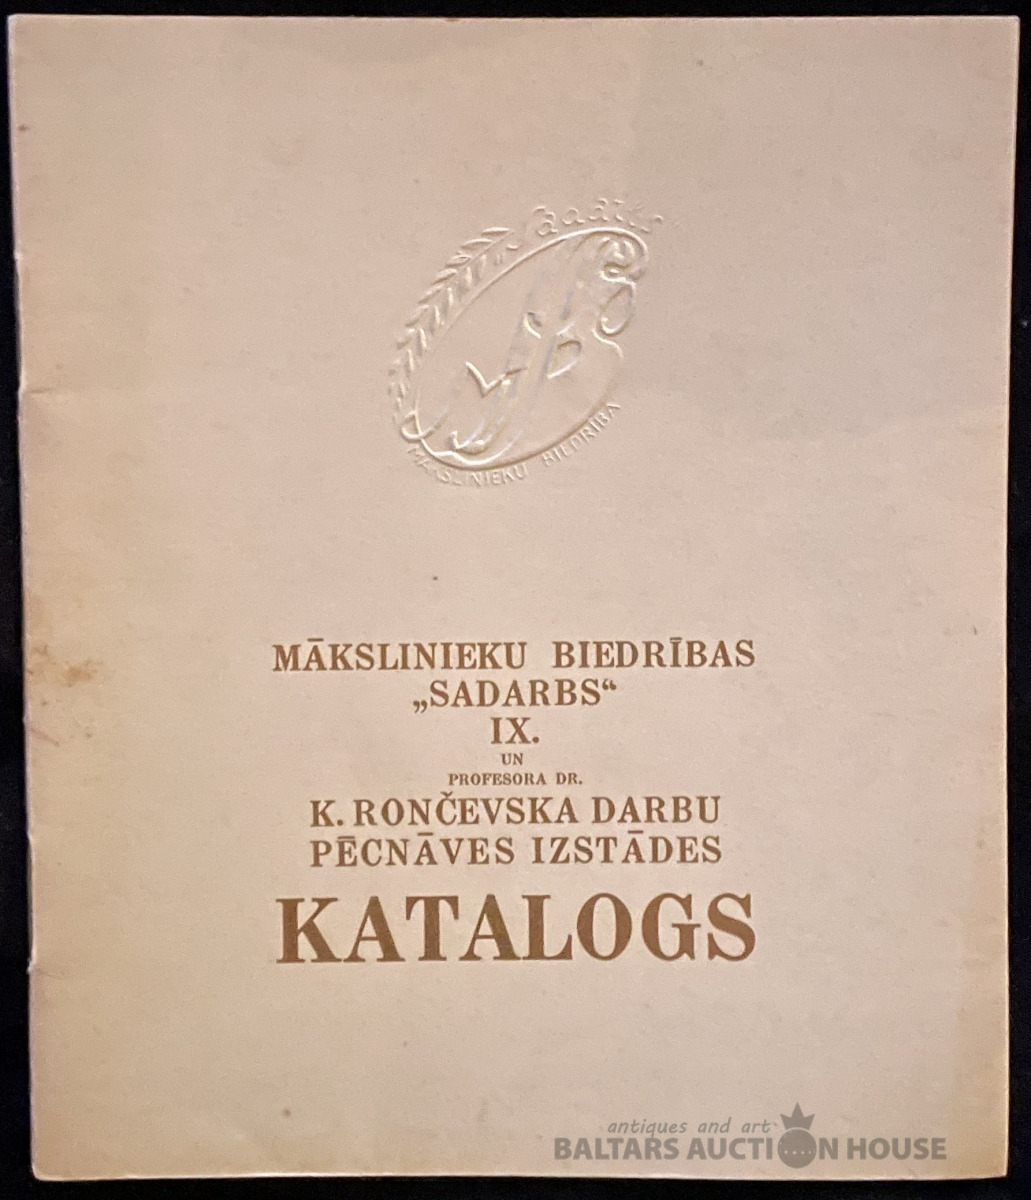 MĀKSLINIEKU BIEDRĪBA
MĀKSLINIEKU BIEDRĪBAS
„SADARBS“
IX.
UN
PROFESORA DR.
K. RONČEVSKA DARBU
PĒCNĀVES IZSTĀDES
KATALOGS
antiques and art
BALTARS AUCTION HOUSE